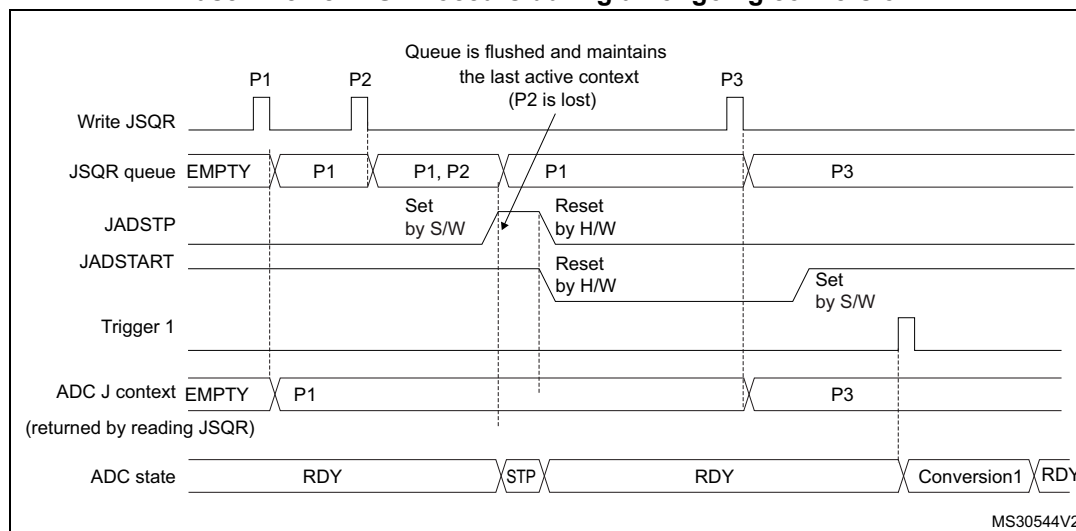 Queue is flushed and maintains
the last active context
(P2 is lost)
P1 P2 P3
Write JSQR
JSQR queue EMPTY P1 P1, P2 P1 P3
Set
by S/W
Reset
by H/W
JADSTP
JADSTART
Reset
by H/W
Set
by S/W
Trigger 1
ADC J context EMPTY P1 P3
(returned by reading JSQR)
ADC state RDY STP RDY Conversion1 RDY
MS30544V2